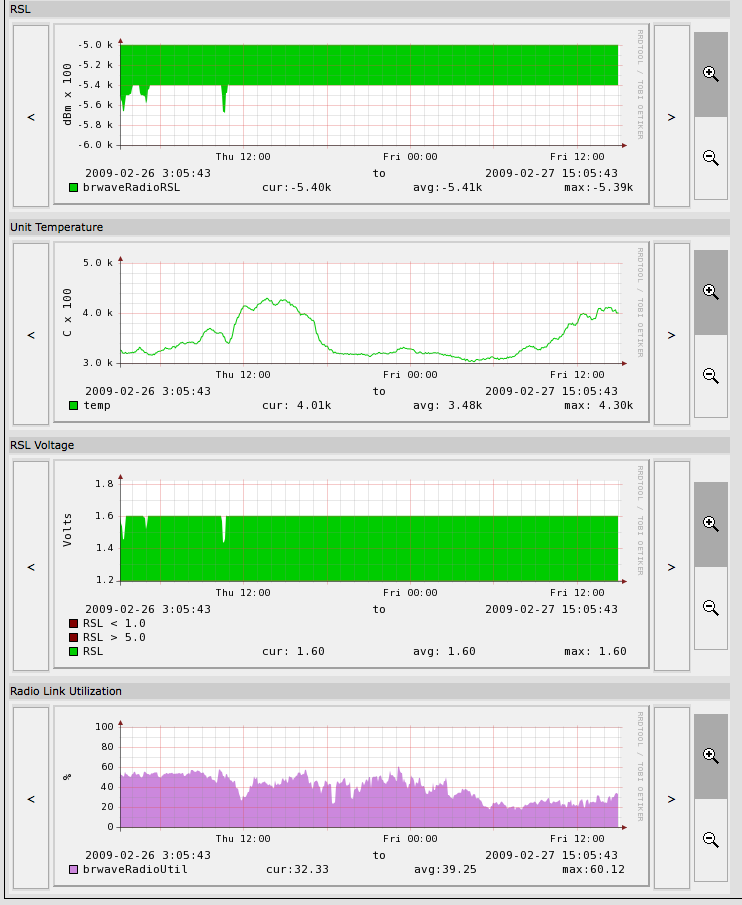 RSL
-5.0 k
-5.2 k
-5.4 k
-5.6 k
-5.8 k
-6.0 k
dBm x 100
RRDTOOL / TOBI OETIKER
<
>
Thu 12:00 Fri 00:00 Fri 12:00
2009-02-26 3:05:43 to 2009-02-27 15:05:43
brwaveRadioRSL cur:-5.40k avg:-5.41k max:-5.39k
Unit Temperature
5.0 k
4.0 k
3.0 k
C x 100
RRDTOOL / TOBI OETIKER
<
>
Thu 12:00 Fri 00:00 Fri 12:00
2009-02-26 3:05:43 to 2009-02-27 15:05:43
temp cur: 4.01k avg: 3.48k max: 4.30k
RSL Voltage
1.8
1.6
1.4
1.2
Volts
RRDTOOL / TOBI OETIKER
<
>
Thu 12:00 Fri 00:00 Fri 12:00
2009-02-26 3:05:43 to 2009-02-27 15:05:43
RSL < 1.0
RSL > 5.0
RSL cur: 1.60 avg: 1.60 max: 1.60
Radio Link Utilization
100
80
60
40
20
0
%
RRDTOOL / TOBI OETIKER
<
>
Thu 12:00 Fri 00:00 Fri 12:00
2009-02-26 3:05:43 to 2009-02-27 15:05:43
brwaveRadioUtil cur:32.33 avg:39.25 max:60.12